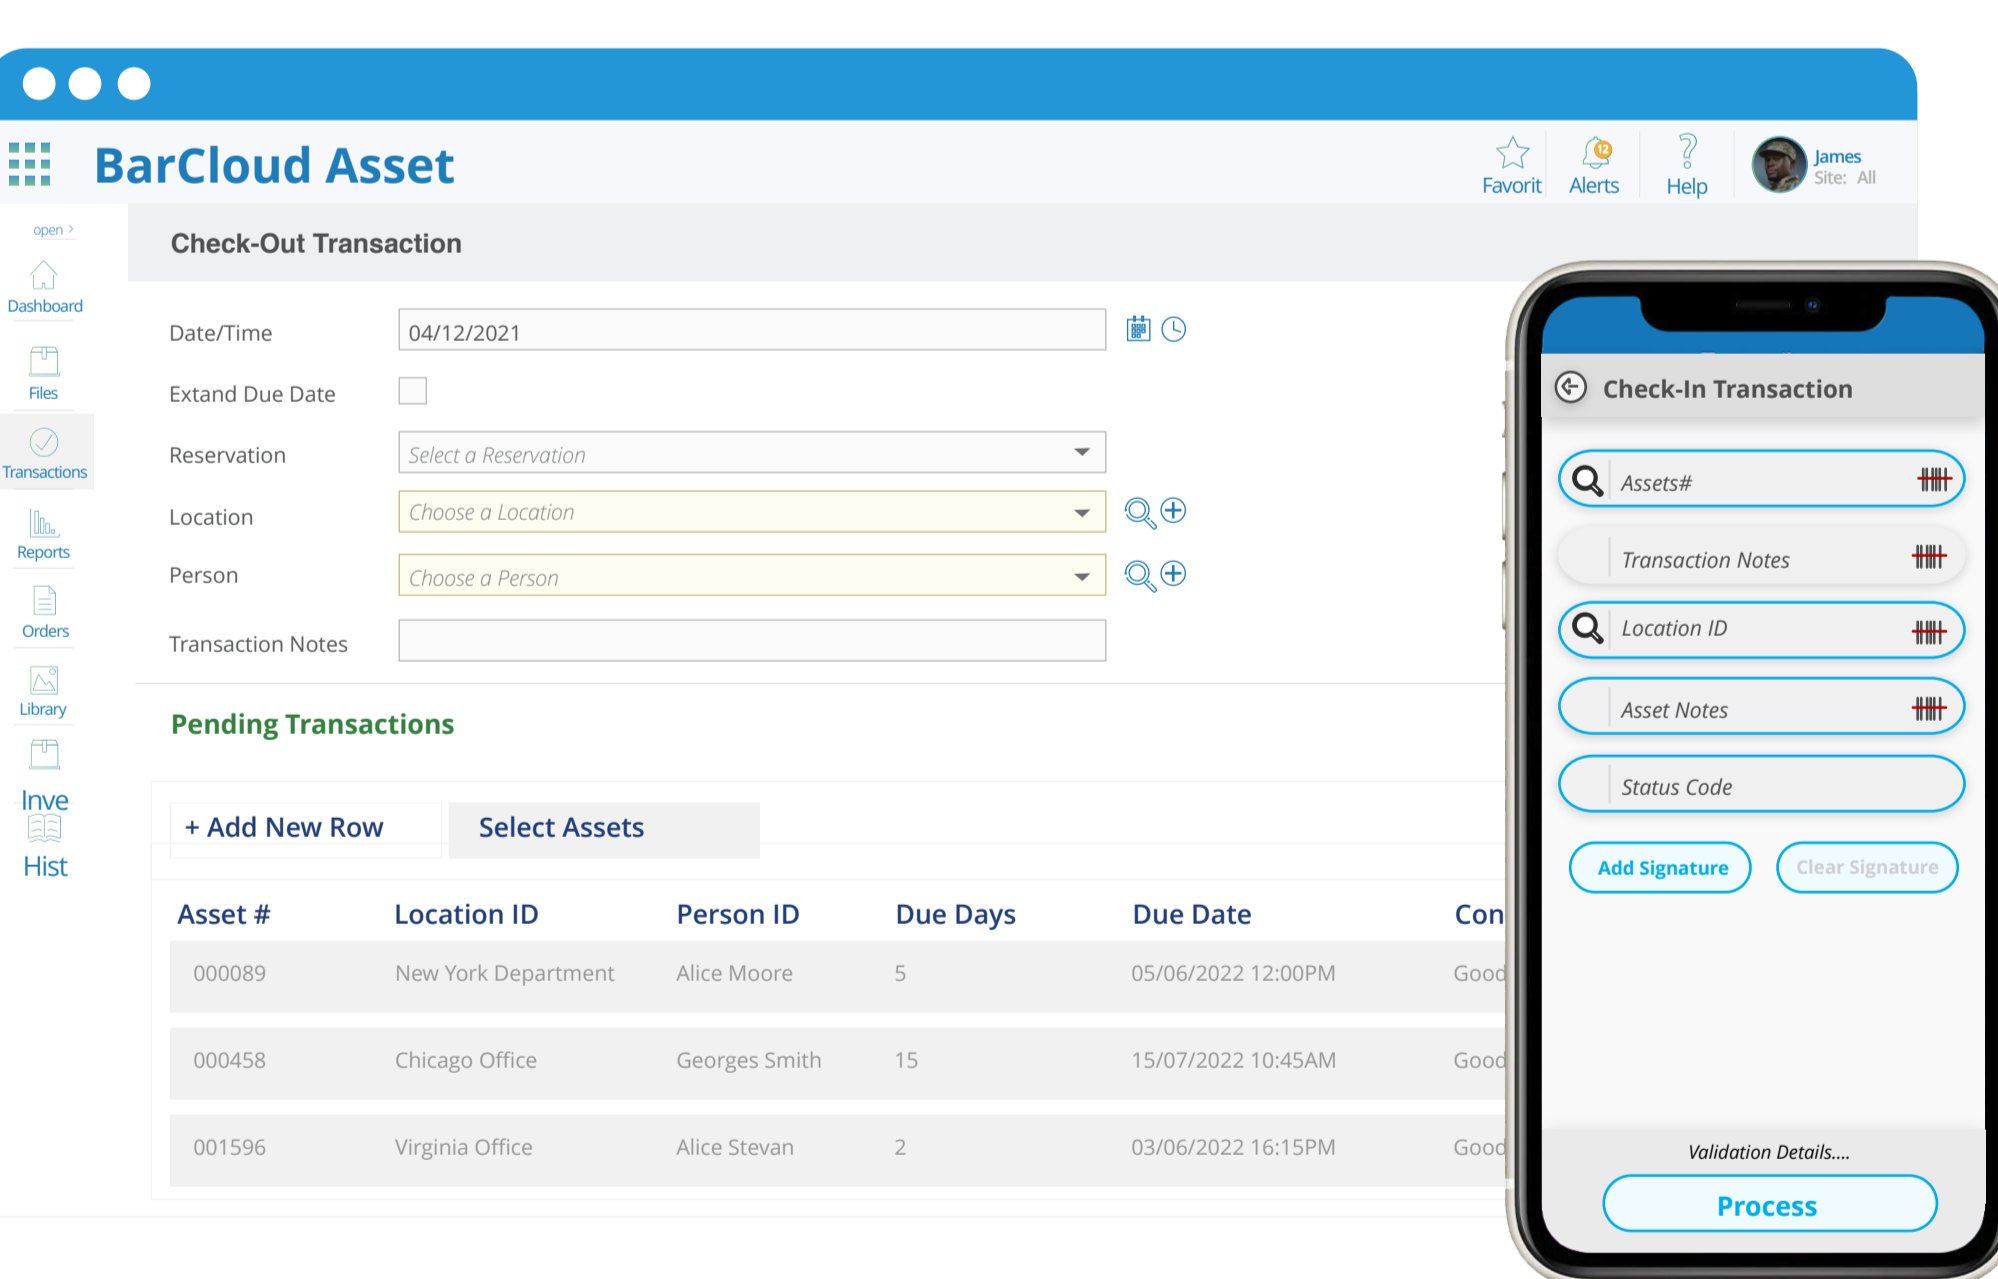 BarCloud Asset
Favorit
12
Alerts
Help
James
Site: All
open >
Dashboard
Files
Transactions
Reports
Orders
Library
Inve
Hist
Check-Out Transaction
Date/Time
04/12/2021
Extand Due Date
Reservation
Select a Reservation
Location
Choose a Location
Person
Choose a Person
Transaction Notes
Pending Transactions
+ Add New Row
Select Assets
Asset # Location ID Person ID Due Days Due Date Con
000089 New York Department Alice Moore 5 05/06/2022 12:00PM Good
000458 Chicago Office Georges Smith 15 15/07/2022 10:45AM Good
001596 Virginia Office Alice Stevan 2 03/06/2022 16:15PM Good
Check-In Transaction
Assets#
Transaction Notes
Location ID
Asset Notes
Status Code
Add Signature
Clear Signature
Validation Details....
Process